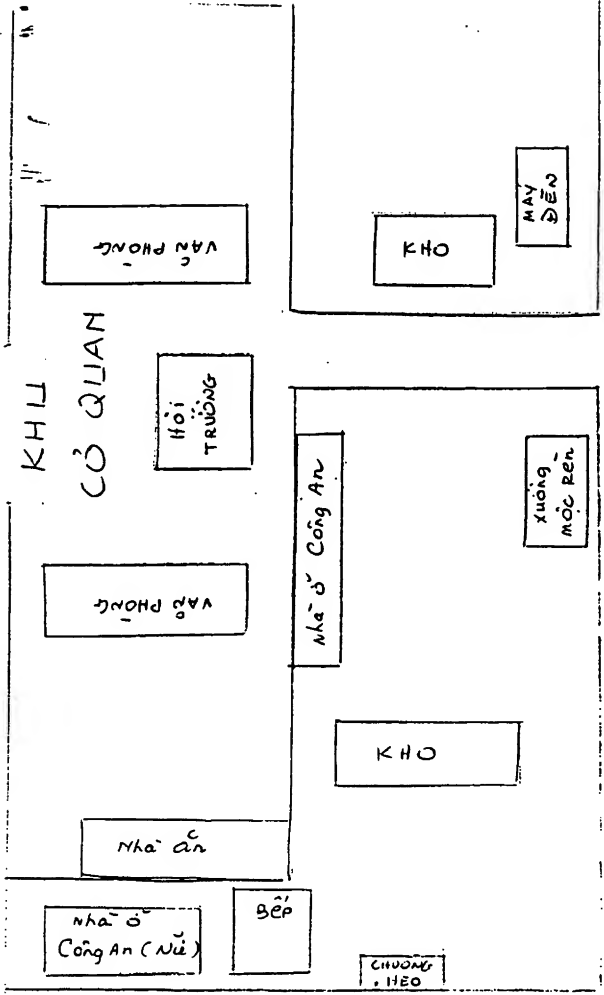 MÁY
ĐÈN
KHO
VĂN PHÒNG
KHU
CƠ QUAN
HỘI
TRƯỜNG
Nhà ở Công An
Xưởng
mộc rèn
VĂN PHÒNG
KHO
Nhà ăn
Nhà ở
Công An (Nữ)
BẾP
CHUỒNG
HEO